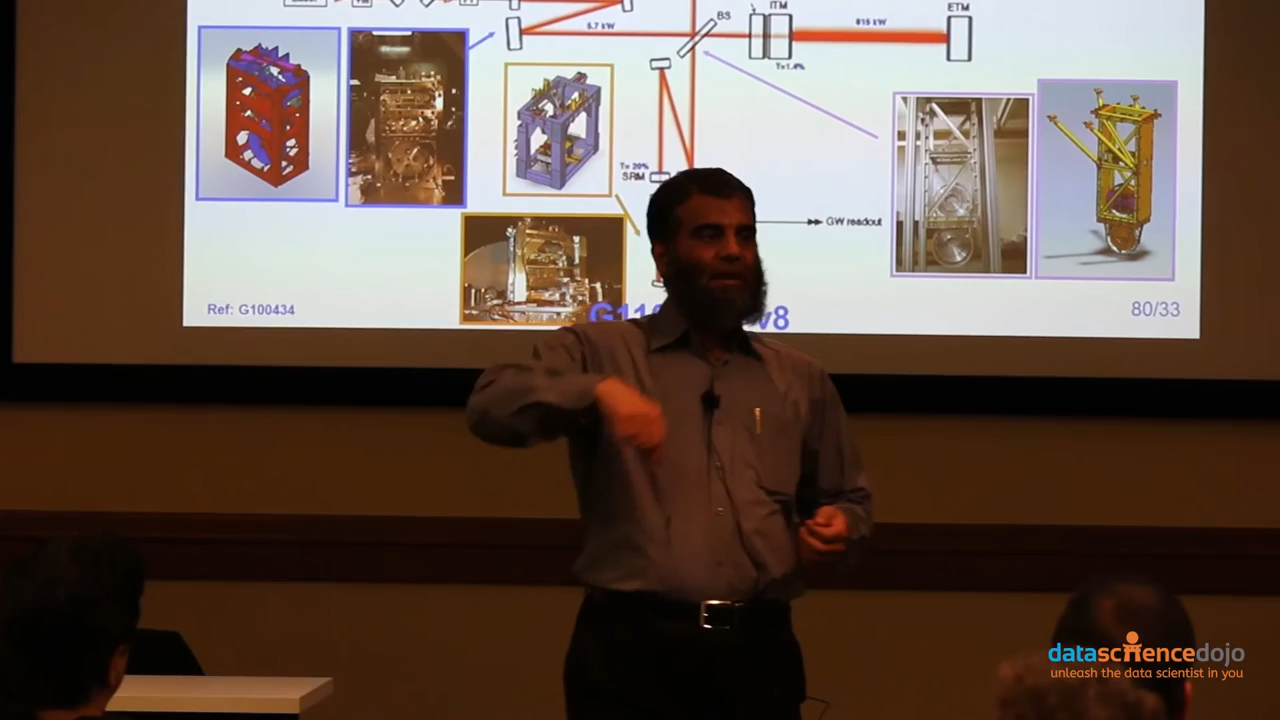 BS
ITM
ETM
5.7 kW
815 kW
T=1.4%
T= 20%
SRM
GW readout
Ref: G100434
v8
80/33
datasciencedojo
unleash the data scientist in you